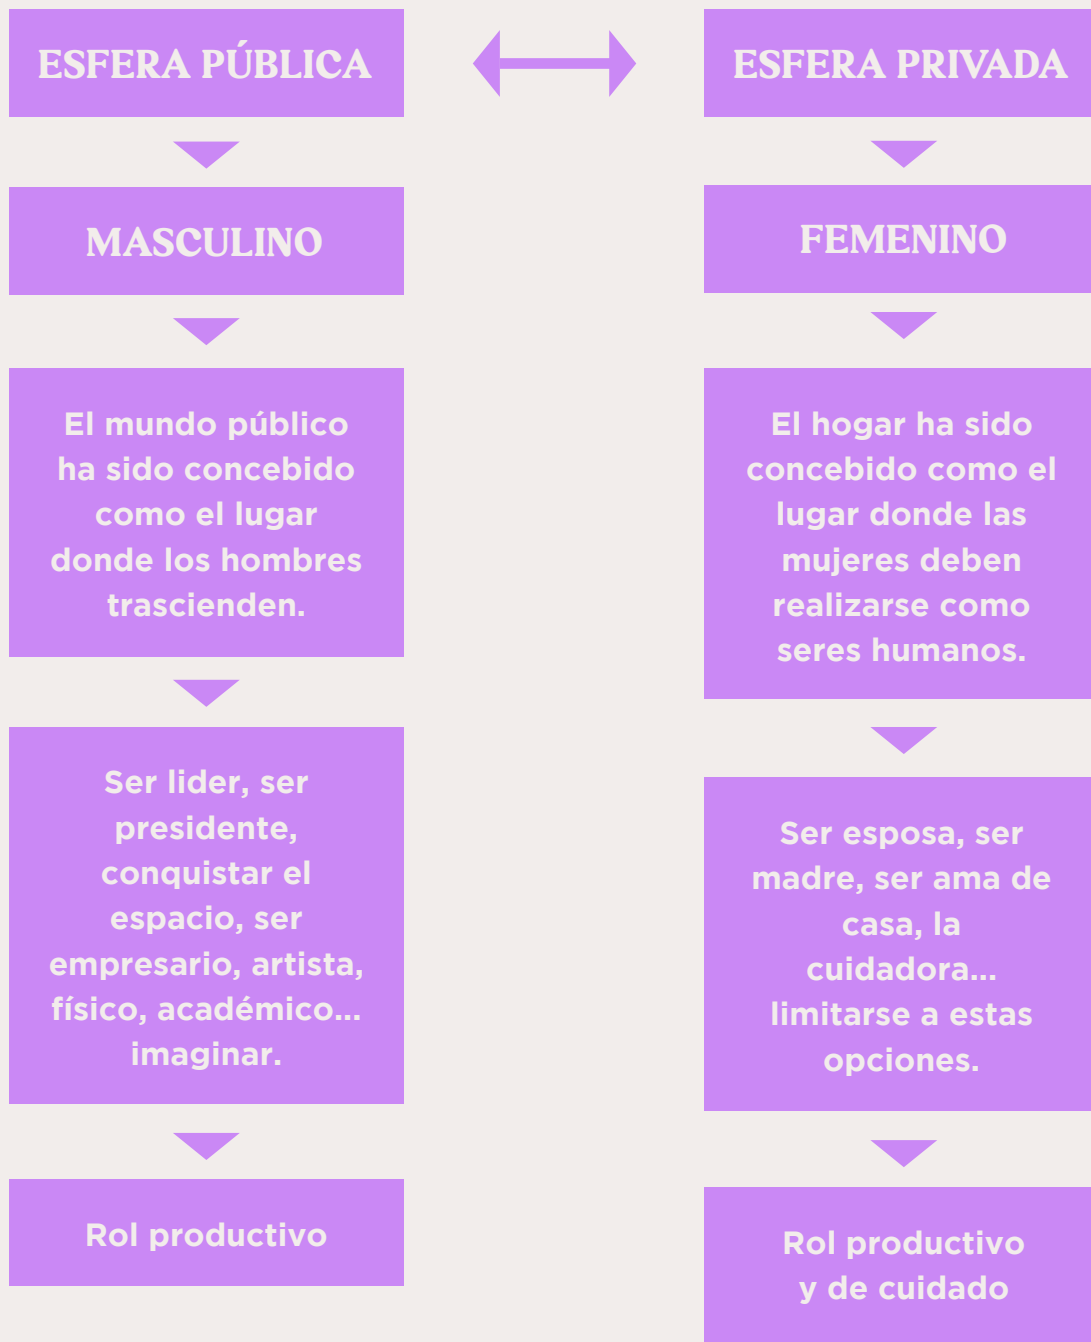 ESFERA PÚBLICA
MASCULINO
El mundo público
ha sido concebido
como el lugar
donde los hombres
trascienden.
Ser lider, ser
presidente,
conquistar el
espacio, ser
empresario, artista,
físico, académico...
imaginar.
Rol productivo
ESFERA PRIVADA
FEMENINO
El hogar ha sido
concebido como el
lugar donde las
mujeres deben
realizarse como
seres humanos.
Ser esposa, ser
madre, ser ama de
casa, la
cuidadora...
limitarse a estas
opciones.
Rol productivo
y de cuidado